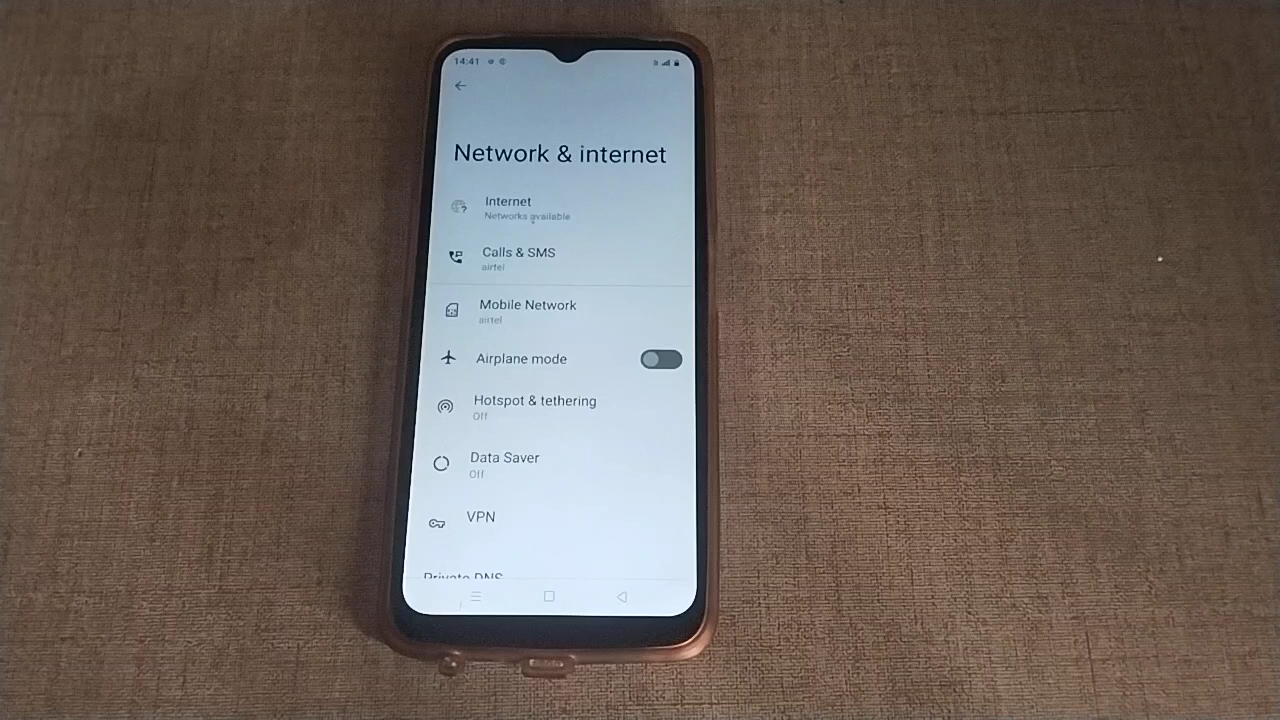 14:41
Network & internet
Internet
Networks available
Calls & SMS
airtel
Mobile Network
airtel
Airplane mode
Hotspot & tethering
Off
Data Saver
Off
VPN
Private DNS